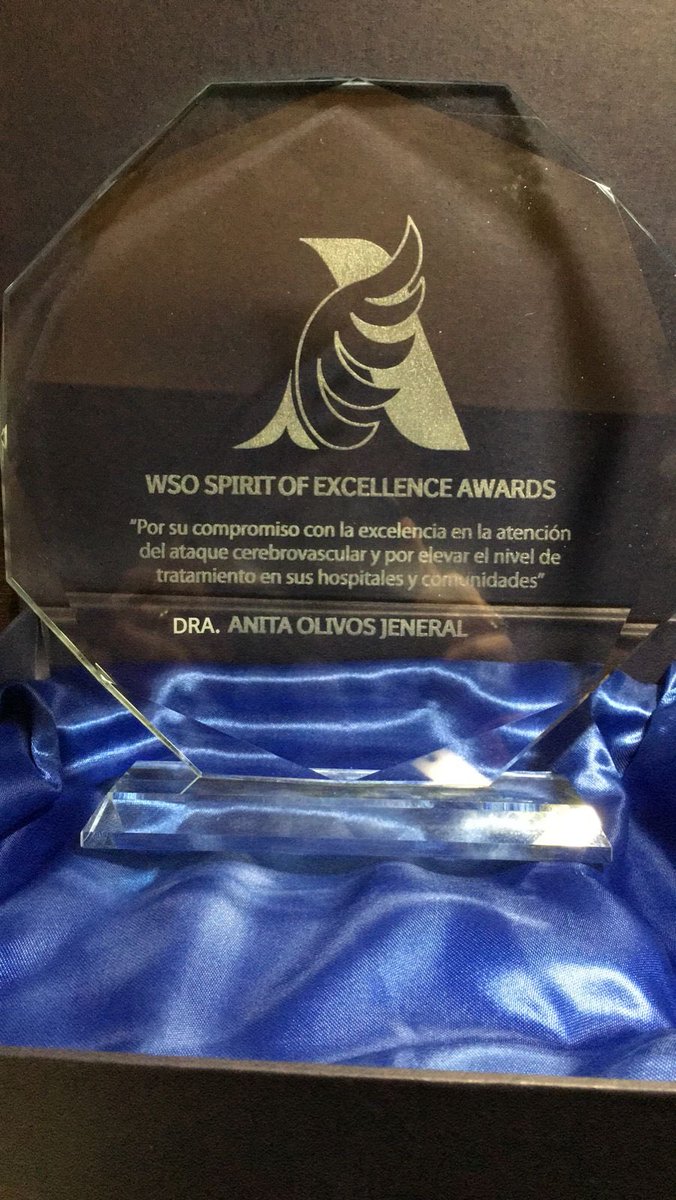 WSO SPIRIT OF EXCELLENCE AWARDS
"Por su compromiso con la excelencia en la atención
del ataque cerebrovascular y por elevar el nivel de
tratamiento en sus hospitales y comunidades"
DRA. ANITA OLIVOS JENERAL